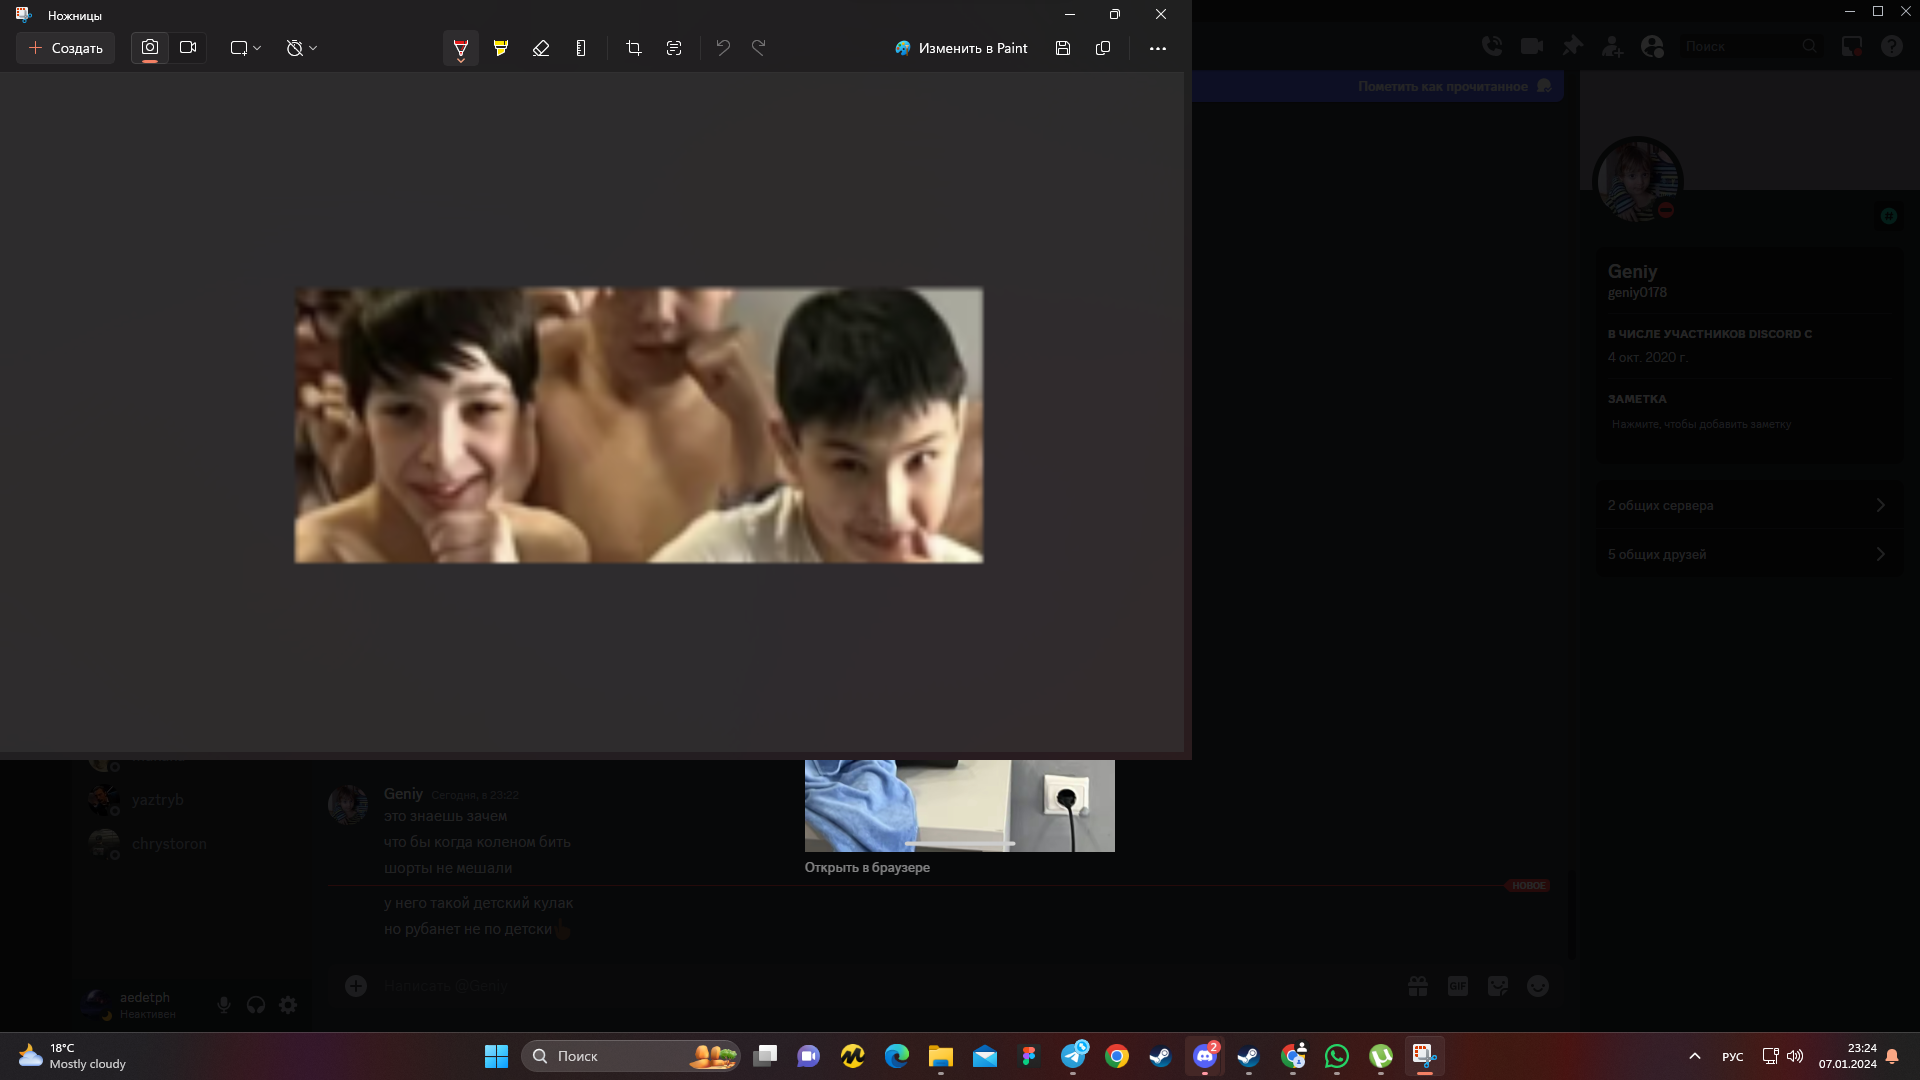 Ножницы
Создать
Изменить в Paint
Поиск
Пометить как прочитанное
Geniy
geniy0178
В ЧИСЛЕ УЧАСТНИКОВ DISCORD С
4 окт. 2020 г.
ЗАМЕТКА
Нажмите, чтобы добавить заметку
2 общих сервера
5 общих друзей
yaztryb
chrystoron
Geniy Сегодня, в 23:22
это знаешь зачем
что бы когда коленом бить
шорты не мешали
Открыть в браузере
НОВОЕ
у него такой детский кулак
но рубанет не по детски
Написать @Geniy
GIF
aedetph
Неактивен
18°C
Mostly cloudy
Поиск
2
РУС
23:24
07.01.2024